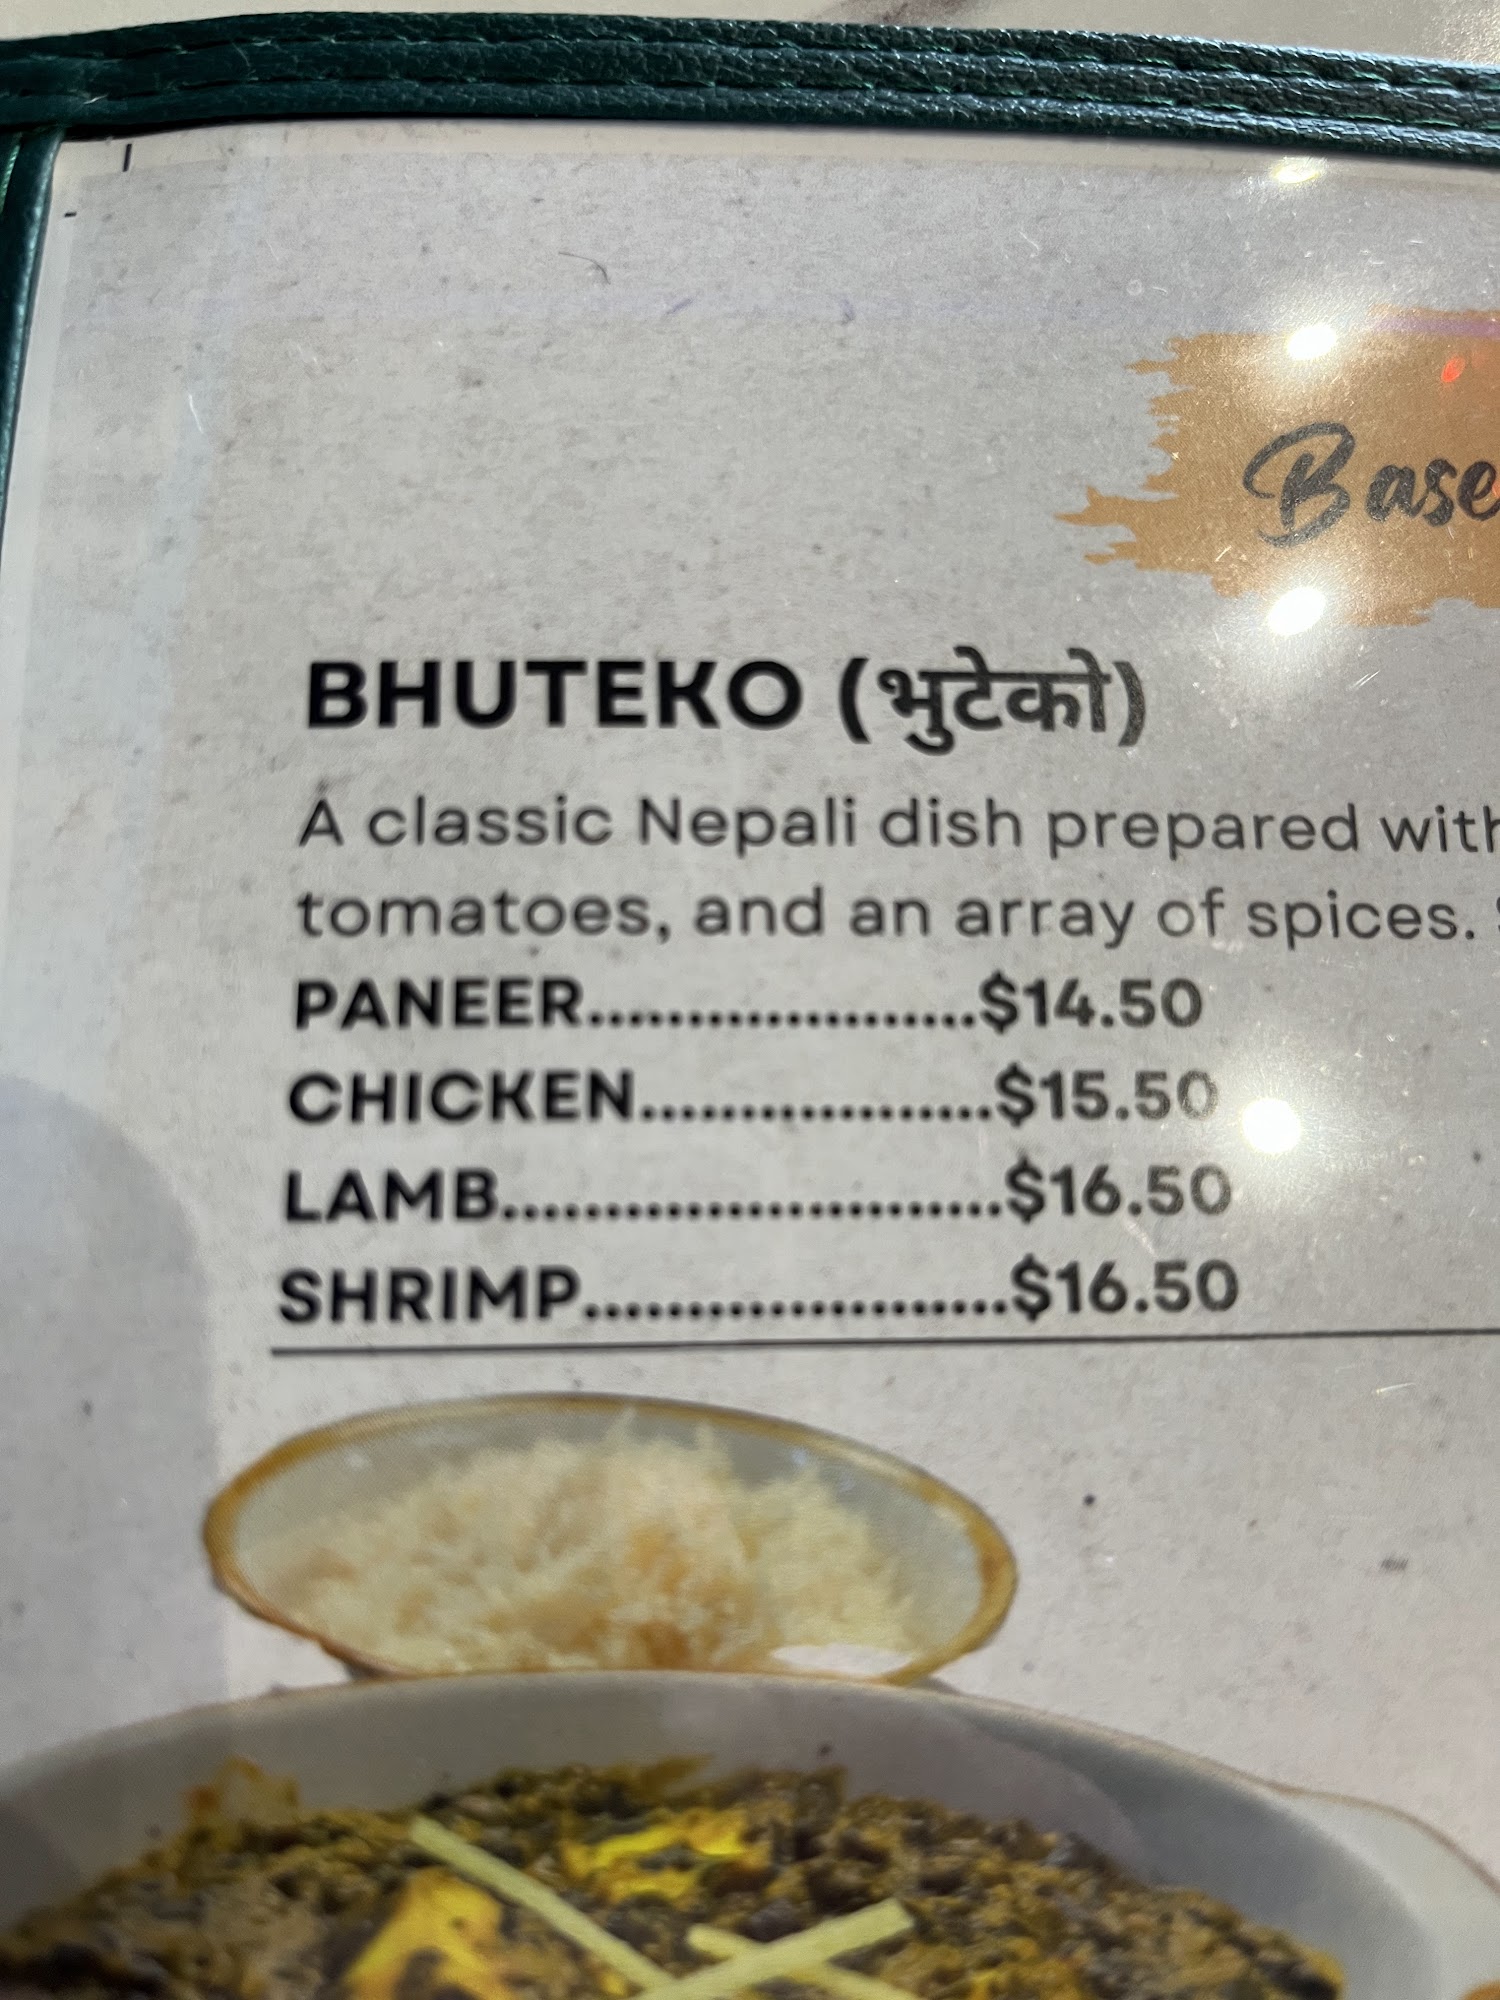 Base
BHUTEKO (भुटेको)
A classic Nepali dish prepared with
tomatoes, and an array of spices.
PANEER.....................$14.50
CHICKEN...................$15.50
LAMB..........................$16.50
SHRIMP......................$16.50